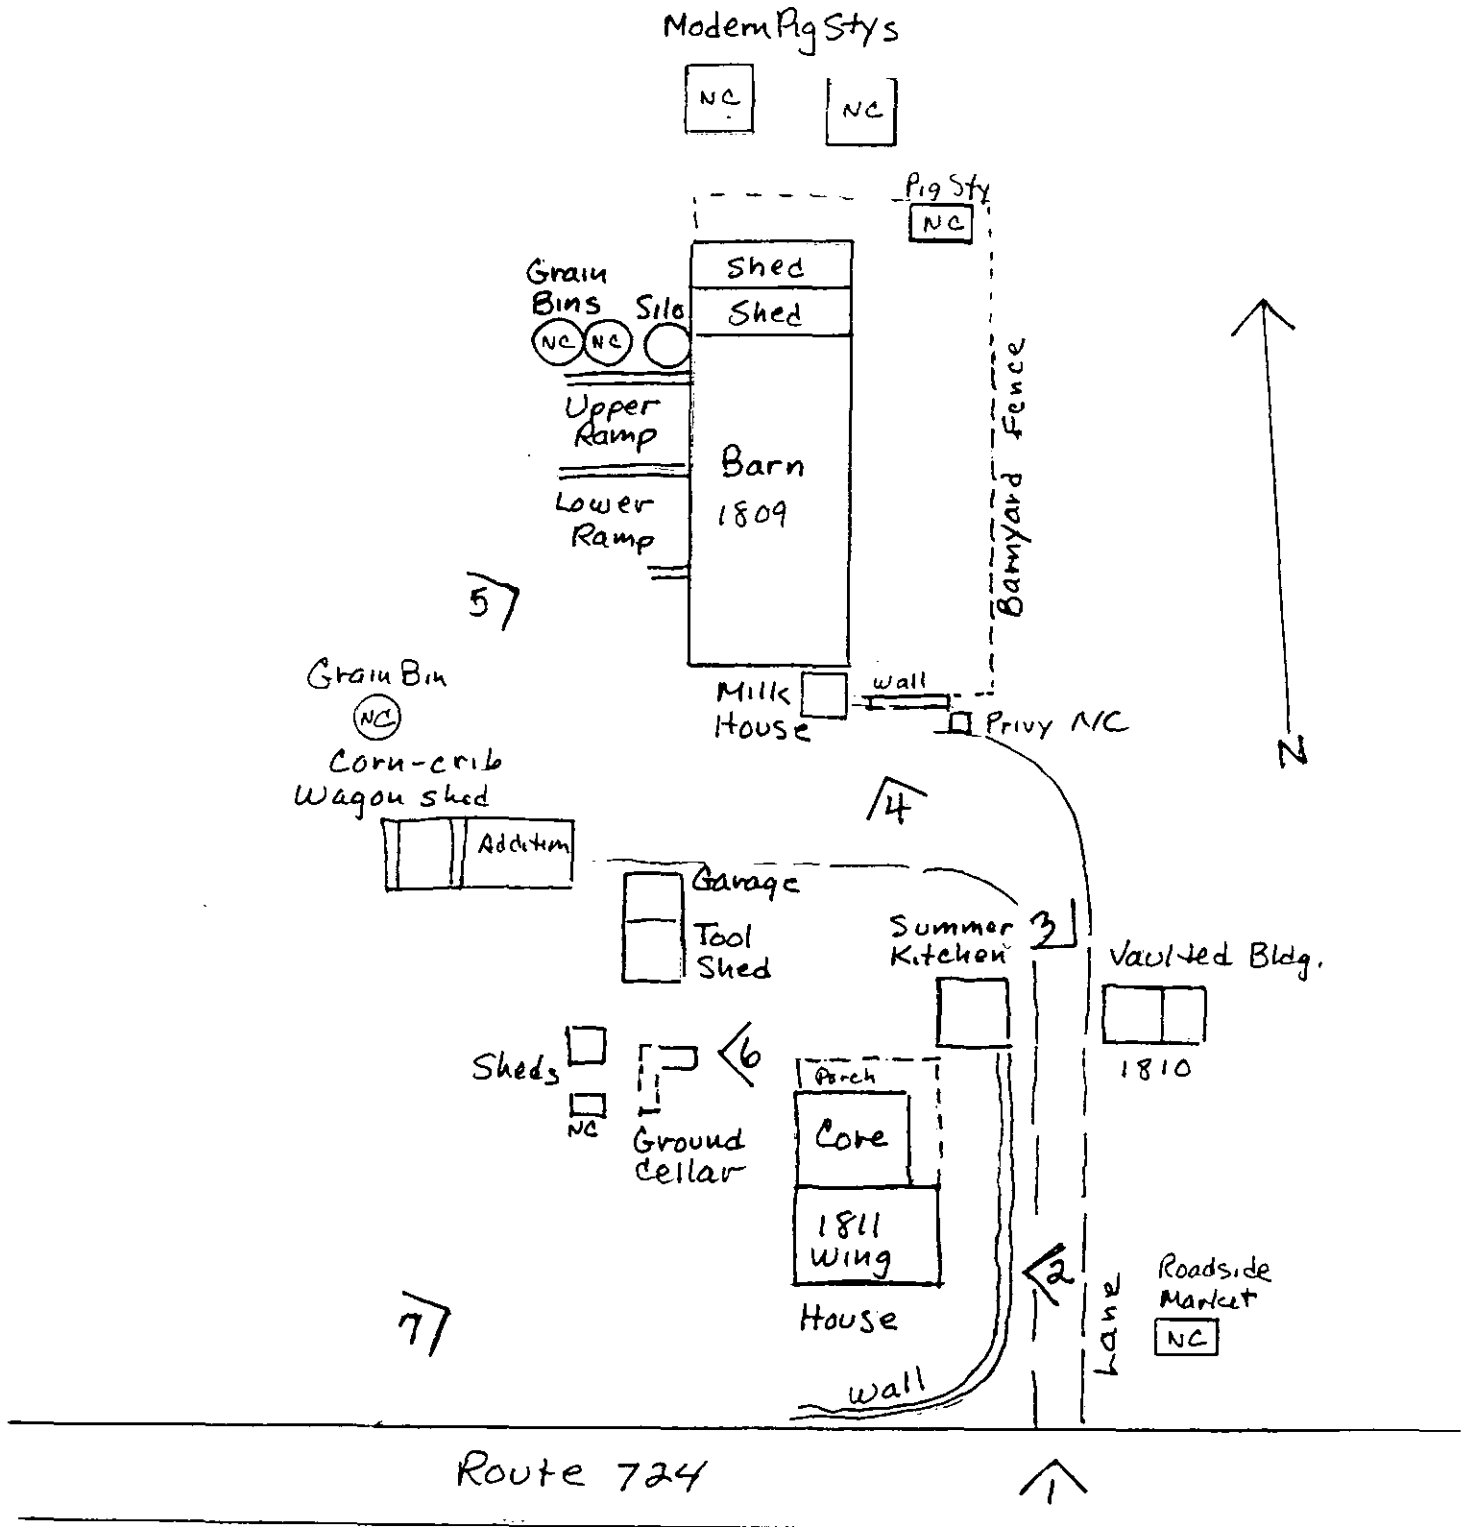 Modern Pig Stys
NC
NC
Pig Sty
NC
Shed
Shed
Grain
Bins
Silo
NC
NC
Upper
Ramp
Barn
1809
Lower
Ramp
Barnyard Fence
5
Grain Bin
NC
Milk
House
Wall
Privy NC
N
Corn-crib
Wagon shed
Addition
4
Garage
Tool
Shed
Summer
Kitchen
3
Vaulted Bldg.
1810
Sheds
NC
6
Ground
Cellar
Porch
Core
1811
Wing
House
2
Lane
Roadside
Market
NC
7
Wall
Route 724
1